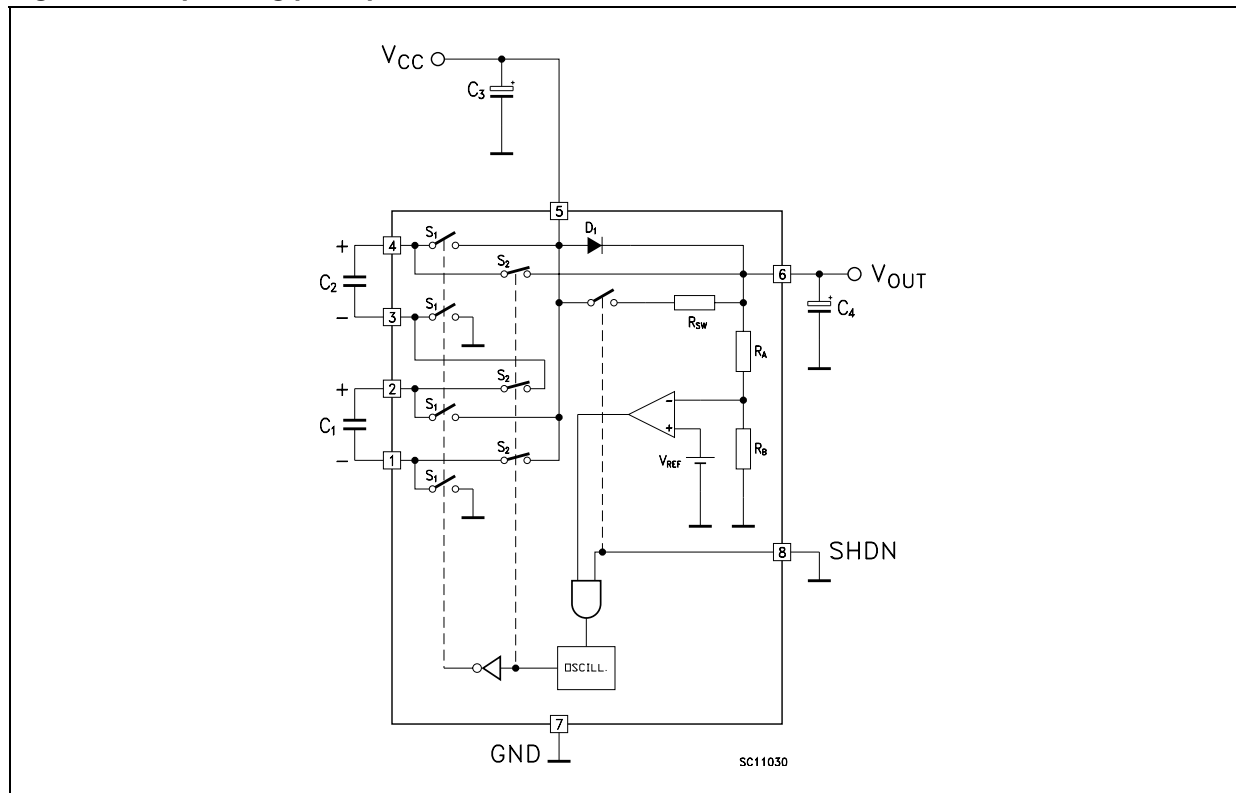 VCC
C3
+
5
D1
S1
4
+
S2
6
VOUT
C2
+
C4
S1
RSW
−
3
RA
S2
2
+
−
S1
C1
+
RB
S2
VREF
−
1
S1
8
SHDN
OSCILL.
7
GND
SC11030